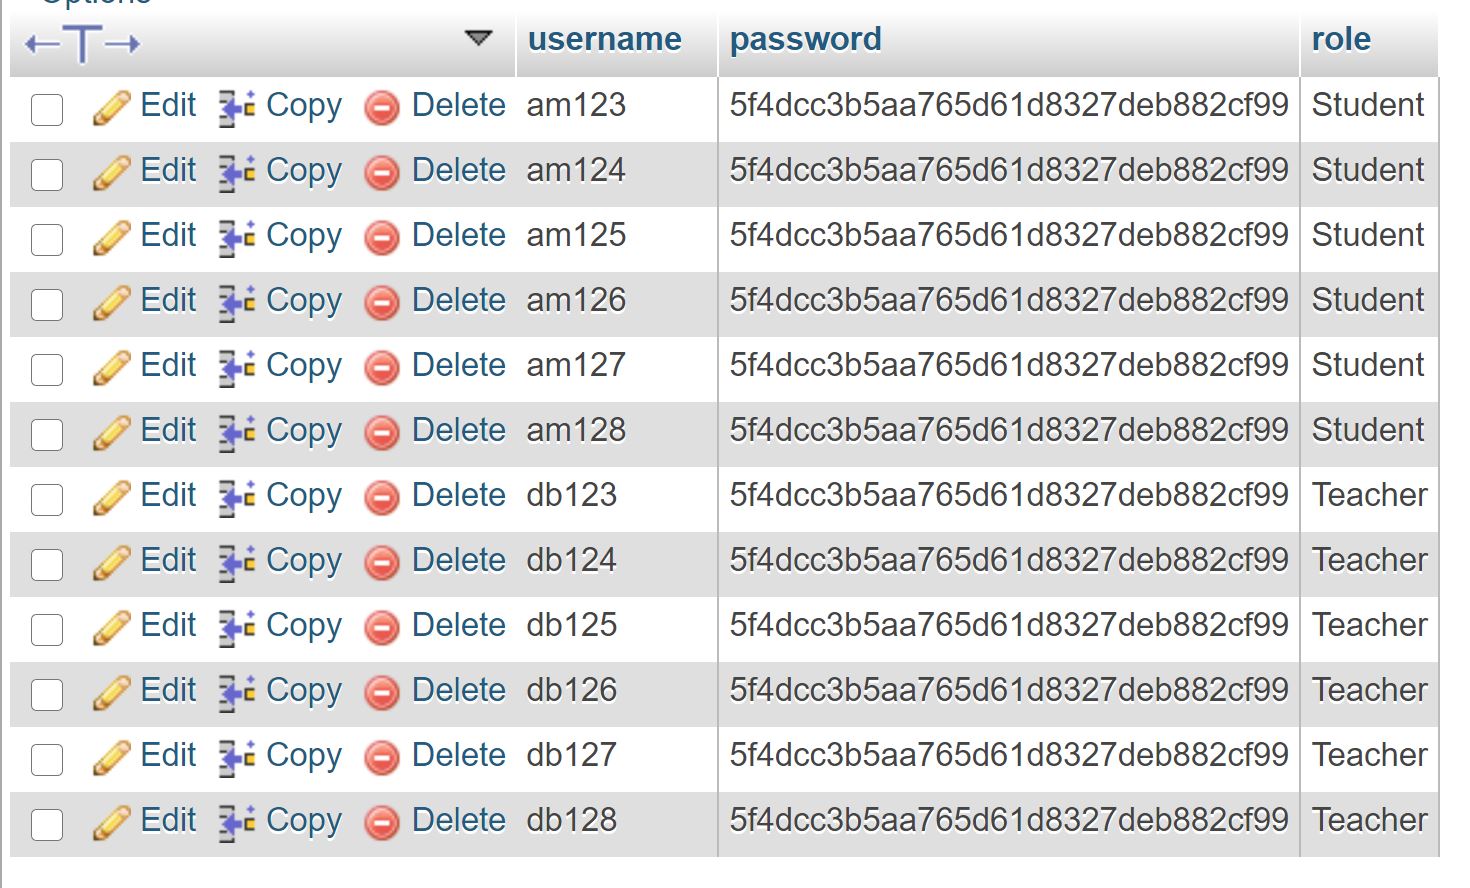 Options
←T→ ▼ username password role
Edit Copy Delete am123 5f4dcc3b5aa765d61d8327deb882cf99 Student
Edit Copy Delete am124 5f4dcc3b5aa765d61d8327deb882cf99 Student
Edit Copy Delete am125 5f4dcc3b5aa765d61d8327deb882cf99 Student
Edit Copy Delete am126 5f4dcc3b5aa765d61d8327deb882cf99 Student
Edit Copy Delete am127 5f4dcc3b5aa765d61d8327deb882cf99 Student
Edit Copy Delete am128 5f4dcc3b5aa765d61d8327deb882cf99 Student
Edit Copy Delete db123 5f4dcc3b5aa765d61d8327deb882cf99 Teacher
Edit Copy Delete db124 5f4dcc3b5aa765d61d8327deb882cf99 Teacher
Edit Copy Delete db125 5f4dcc3b5aa765d61d8327deb882cf99 Teacher
Edit Copy Delete db126 5f4dcc3b5aa765d61d8327deb882cf99 Teacher
Edit Copy Delete db127 5f4dcc3b5aa765d61d8327deb882cf99 Teacher
Edit Copy Delete db128 5f4dcc3b5aa765d61d8327deb882cf99 Teacher